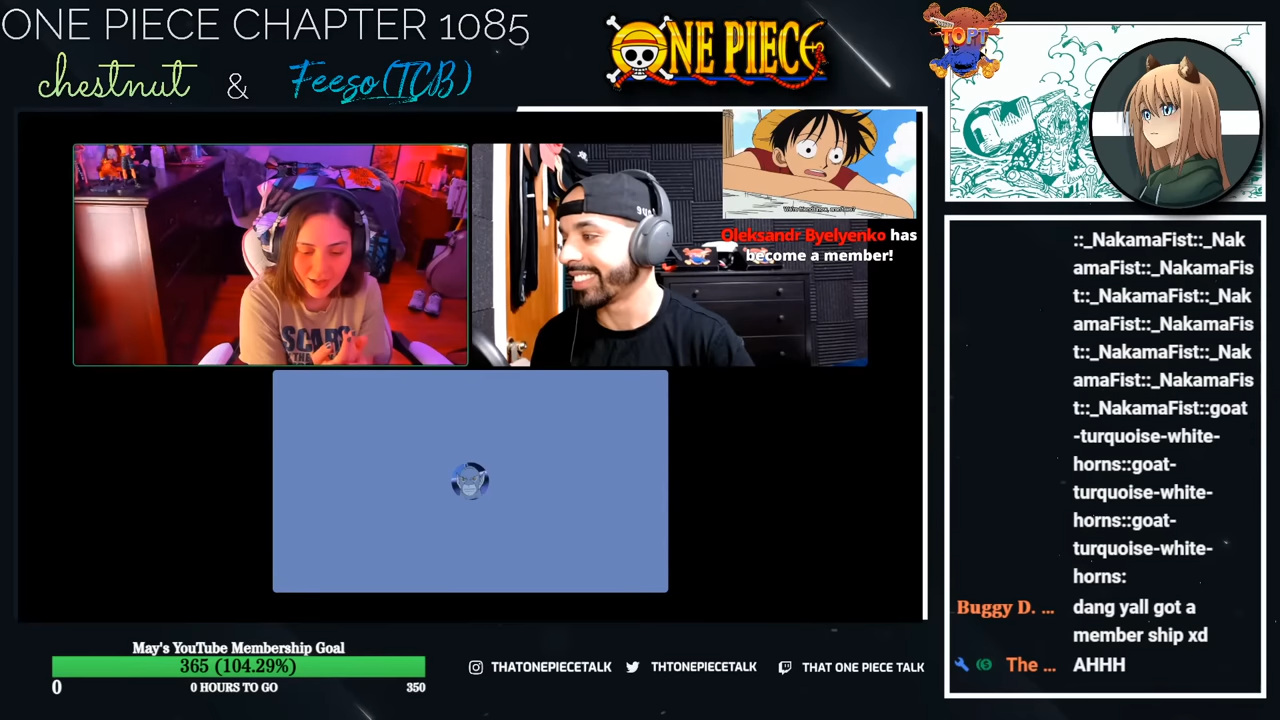 ONE PIECE CHAPTER 1085
chestnut & Feeso(TCB)
ONE PIECE
TOPT
Oleksandr Byelyenko has
become a member!
::_NakamaFist::_Nak
amaFist::_NakamaFis
t::_NakamaFist::_Nak
amaFist::_NakamaFis
t::_NakamaFist::_Nak
amaFist::_NakamaFis
t::_NakamaFist::goat
-turquoise-white-
horns::goat-
turquoise-white-
horns::goat-
turquoise-white-
horns:
Buggy D. ... dang yall got a
member ship xd
The ... AHHH
May's YouTube Membership Goal
365 (104.29%)
0 0 HOURS TO GO 350
THATONEPIECETALK THTONEPIECETALK THAT ONE PIECE TALK